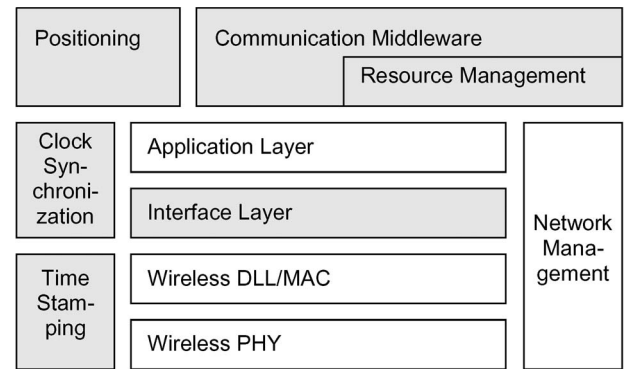 Positioning
Communication Middleware
Resource Management
Clock
Syn-
chroni-
zation
Application Layer
Interface Layer
Network
Mana-
gement
Time
Stam-
ping
Wireless DLL/MAC
Wireless PHY